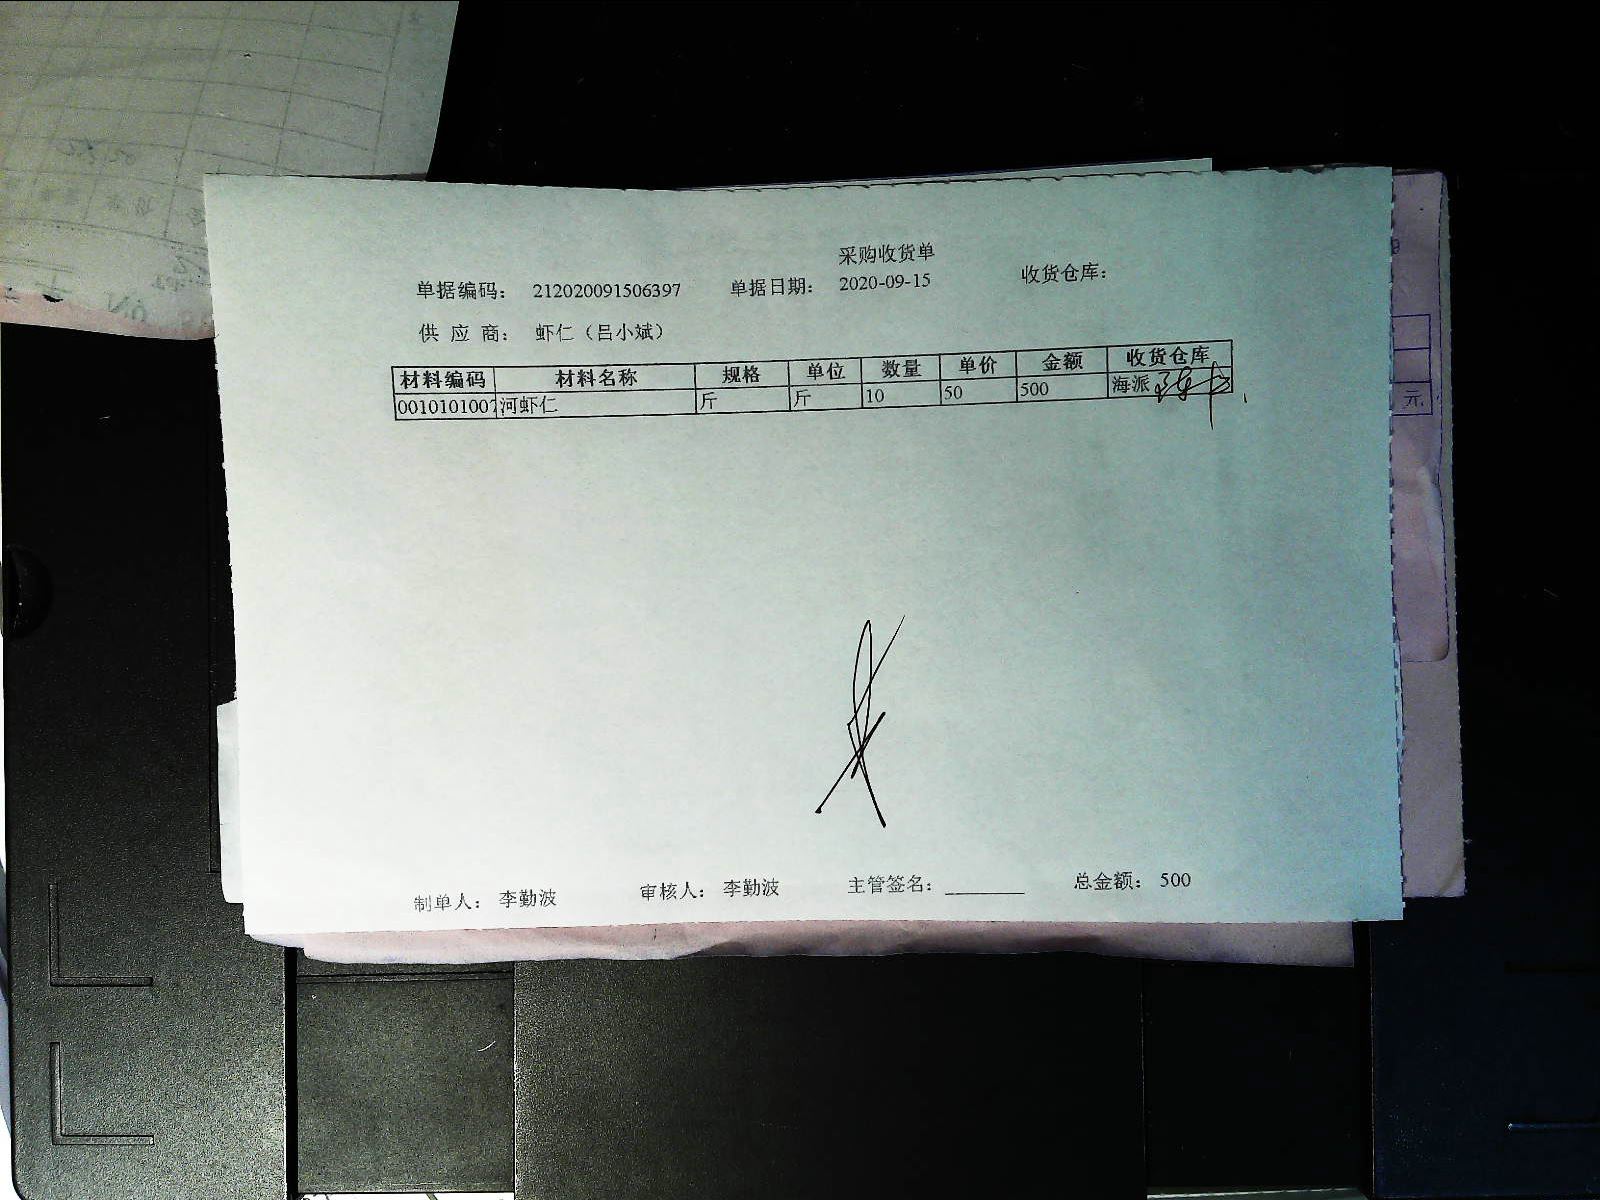 采购收货单
单据编码: 212020091506397 单据日期: 2020-09-15 收货仓库:
供 应 商: 虾仁（吕小斌）
材料编码 材料名称 规格 单位 数量 单价 金额 收货仓库
0010101007 河虾仁 斤 斤 10 50 500 海派
元
制单人: 李勤波 审核人: 李勤波 主管签名: ________ 总金额: 500